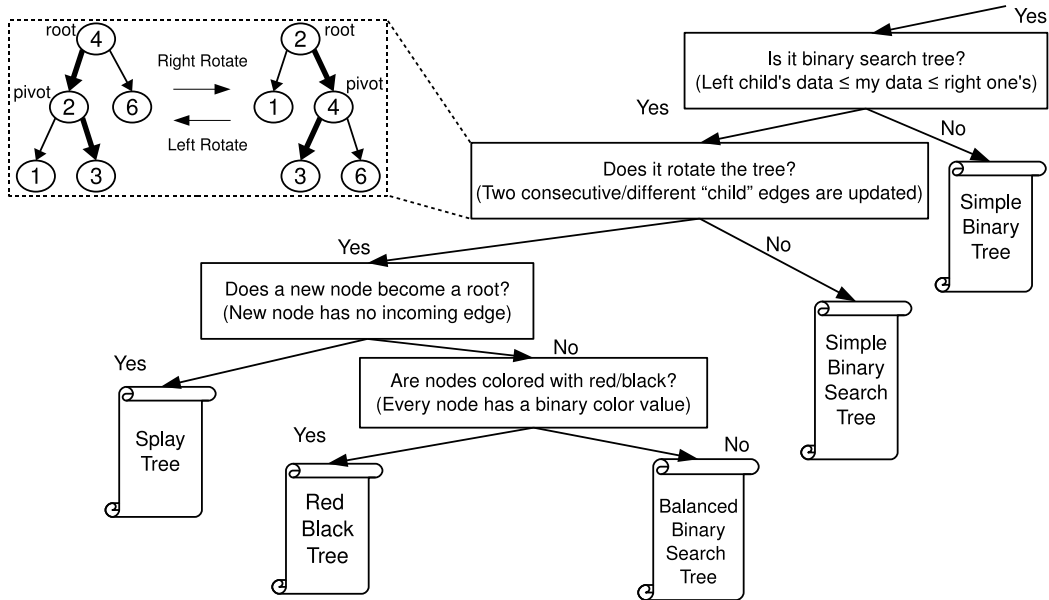 root
4
2
root
Right Rotate
pivot
2
6
1
4
pivot
Left Rotate
1
3
3
6
Yes
Is it binary search tree?
(Left child's data ≤ my data ≤ right one's)
Yes
No
Does it rotate the tree?
(Two consecutive/different “child” edges are updated)
Simple
Binary
Tree
Yes
No
Does a new node become a root?
(New node has no incoming edge)
Simple
Binary
Search
Tree
Yes
No
Are nodes colored with red/black?
(Every node has a binary color value)
Splay
Tree
Yes
No
Red
Black
Tree
Balanced
Binary
Search
Tree